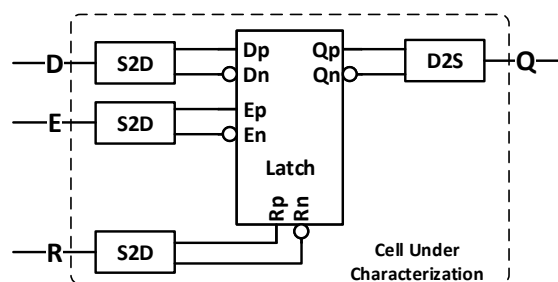 D
S2D
Dp
Dn
Qp
Qn
D2S
Q
E
S2D
Ep
En
Latch
Rp
Rn
R
S2D
Cell Under
Characterization